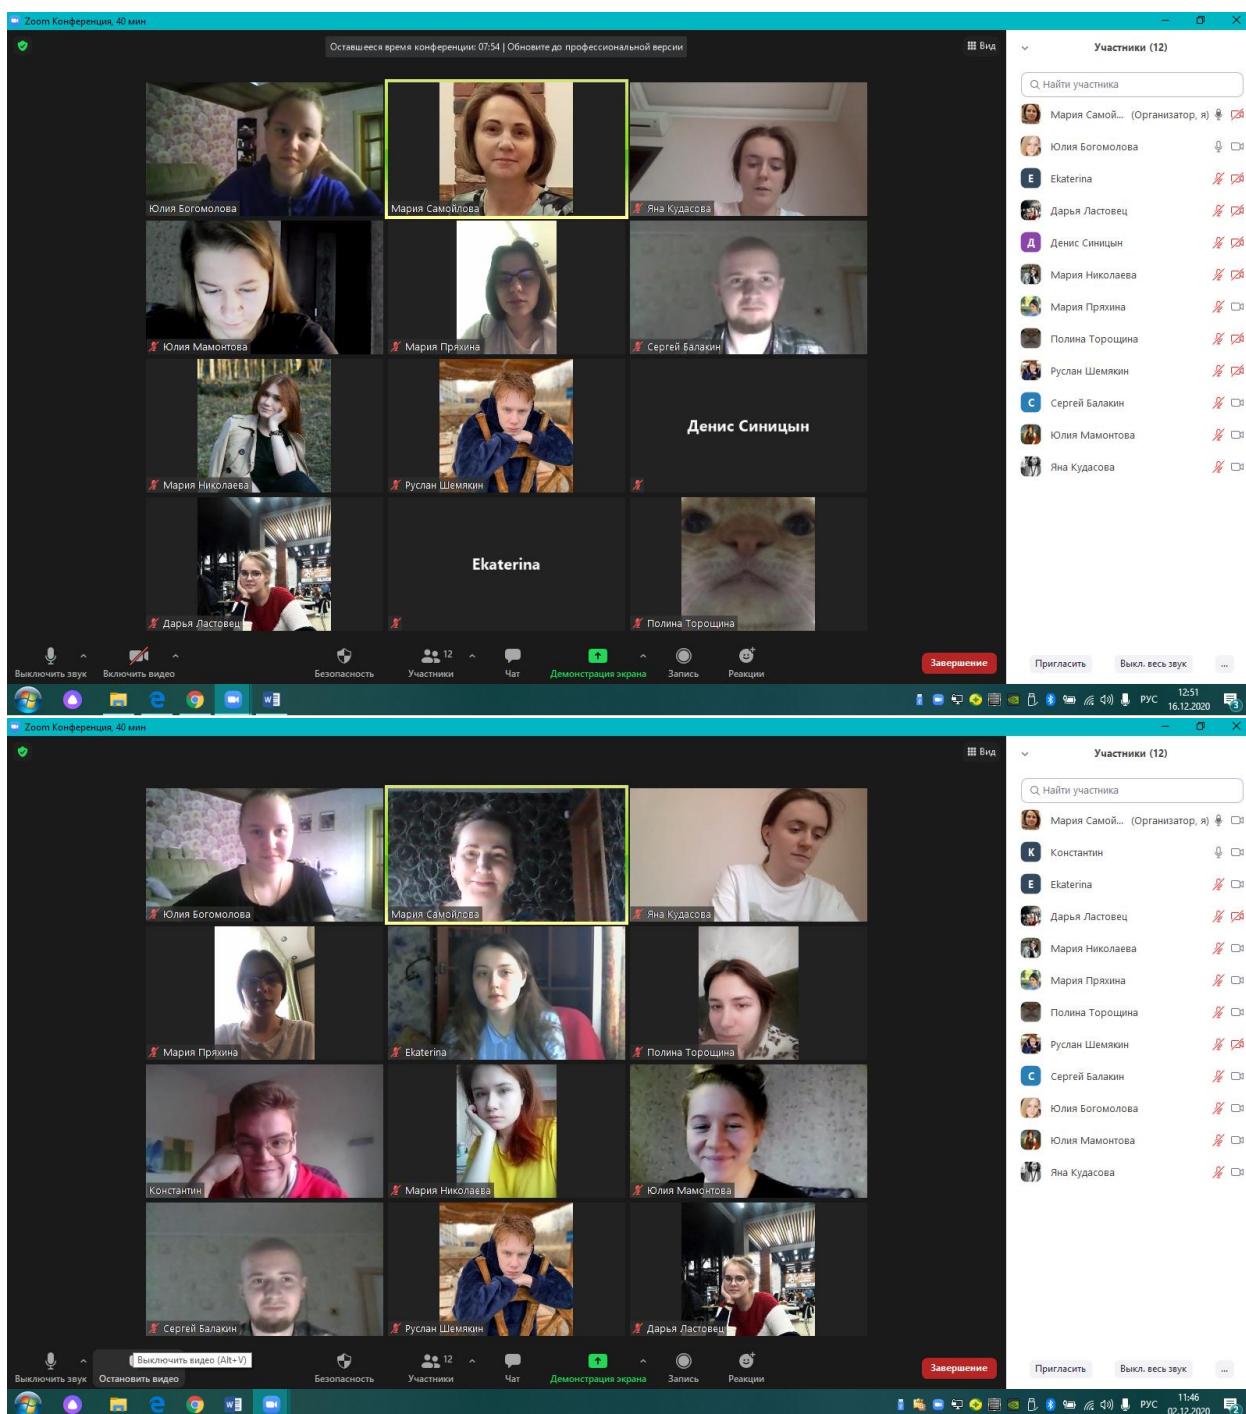 Zoom Конференция, 40 мин
Оставшееся время конференции: 07:54 | Обновите до профессиональной версии
Вид
Юлия Богомолова
Мария Самойлова
Яна Кудасова
Юлия Мамонтова
Мария Пряхина
Сергей Балакин
Мария Николаева
Руслан Шемякин
Денис Синицын
Дарья Ластовец
Ekaterina
Полина Торощина
Участники (12)
Найти участника
Мария Самой... (Организатор, я)
Юлия Богомолова
E Ekaterina
Дарья Ластовец
Д Денис Синицын
Мария Николаева
Мария Пряхина
Полина Торощина
Руслан Шемякин
С Сергей Балакин
Юлия Мамонтова
Яна Кудасова
Выключить звук
Включить видео
Безопасность
12
Участники
Чат
Демонстрация экрана
Запись
Реакции
Завершение
Пригласить
Выкл. весь звук
...
РУС
12:51
16.12.2020
3
Zoom Конференция, 40 мин
Вид
Юлия Богомолова
Мария Самойлова
Яна Кудасова
Мария Пряхина
Ekaterina
Полина Торощина
Константин
Мария Николаева
Юлия Мамонтова
Сергей Балакин
Руслан Шемякин
Дарья Ластовец
Участники (12)
Найти участника
Мария Самой... (Организатор, я)
К Константин
E Ekaterina
Дарья Ластовец
Мария Николаева
Мария Пряхина
Полина Торощина
Руслан Шемякин
С Сергей Балакин
Юлия Богомолова
Юлия Мамонтова
Яна Кудасова
Выключить видео (Alt+V)
Выключить звук
Остановить видео
Безопасность
12
Участники
Чат
Демонстрация экрана
Запись
Реакции
Завершение
Пригласить
Выкл. весь звук
...
РУС
11:46
02.12.2020
2